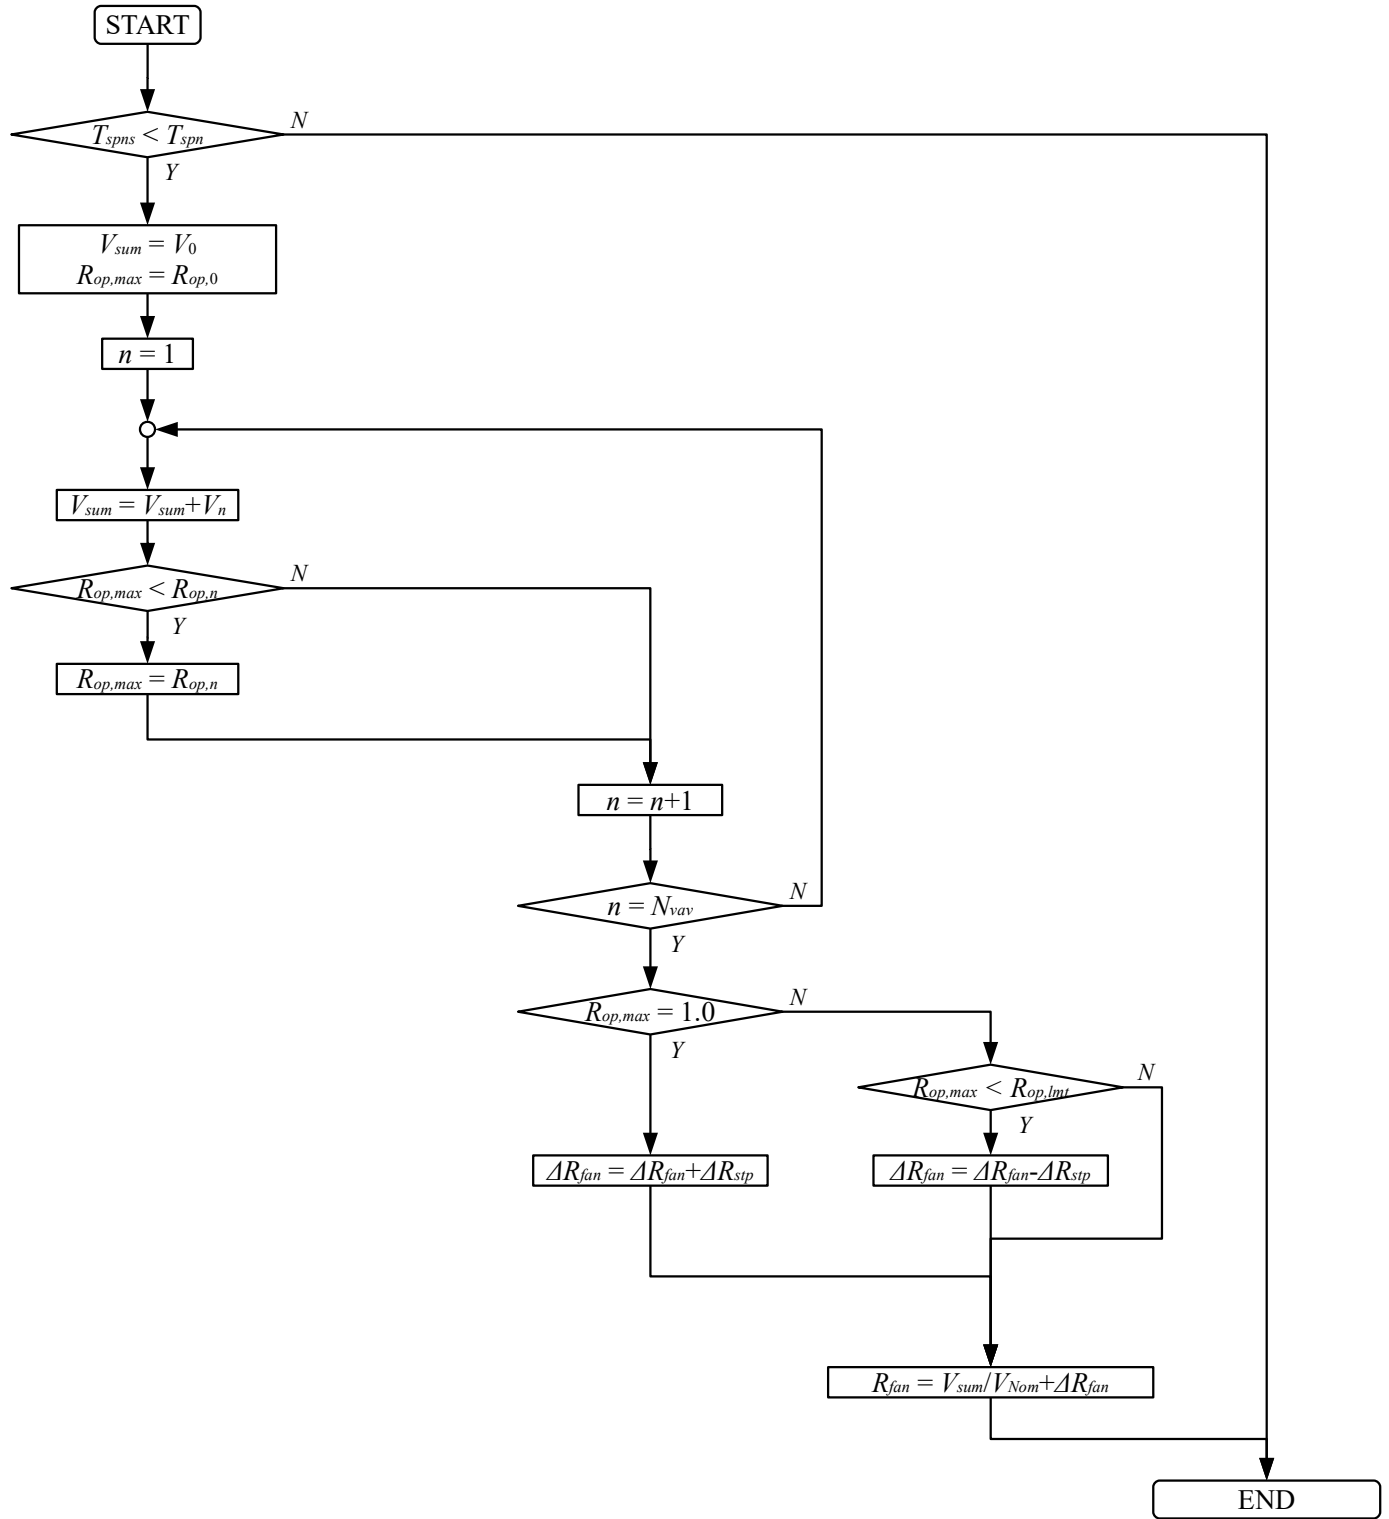 START
Tspns < Tspn
N
Y
Vsum = V0
Rop,max = Rop,0
n = 1
Vsum = Vsum+Vn
Rop,max < Rop,n
N
Y
Rop,max = Rop,n
n = n+1
n = Nvav
N
Y
Rop,max = 1.0
N
Y
Rop,max < Rop,lmt
N
Y
ΔRfan = ΔRfan+ΔRstp
ΔRfan = ΔRfan-ΔRstp
Rfan = Vsum/VNom+ΔRfan
END